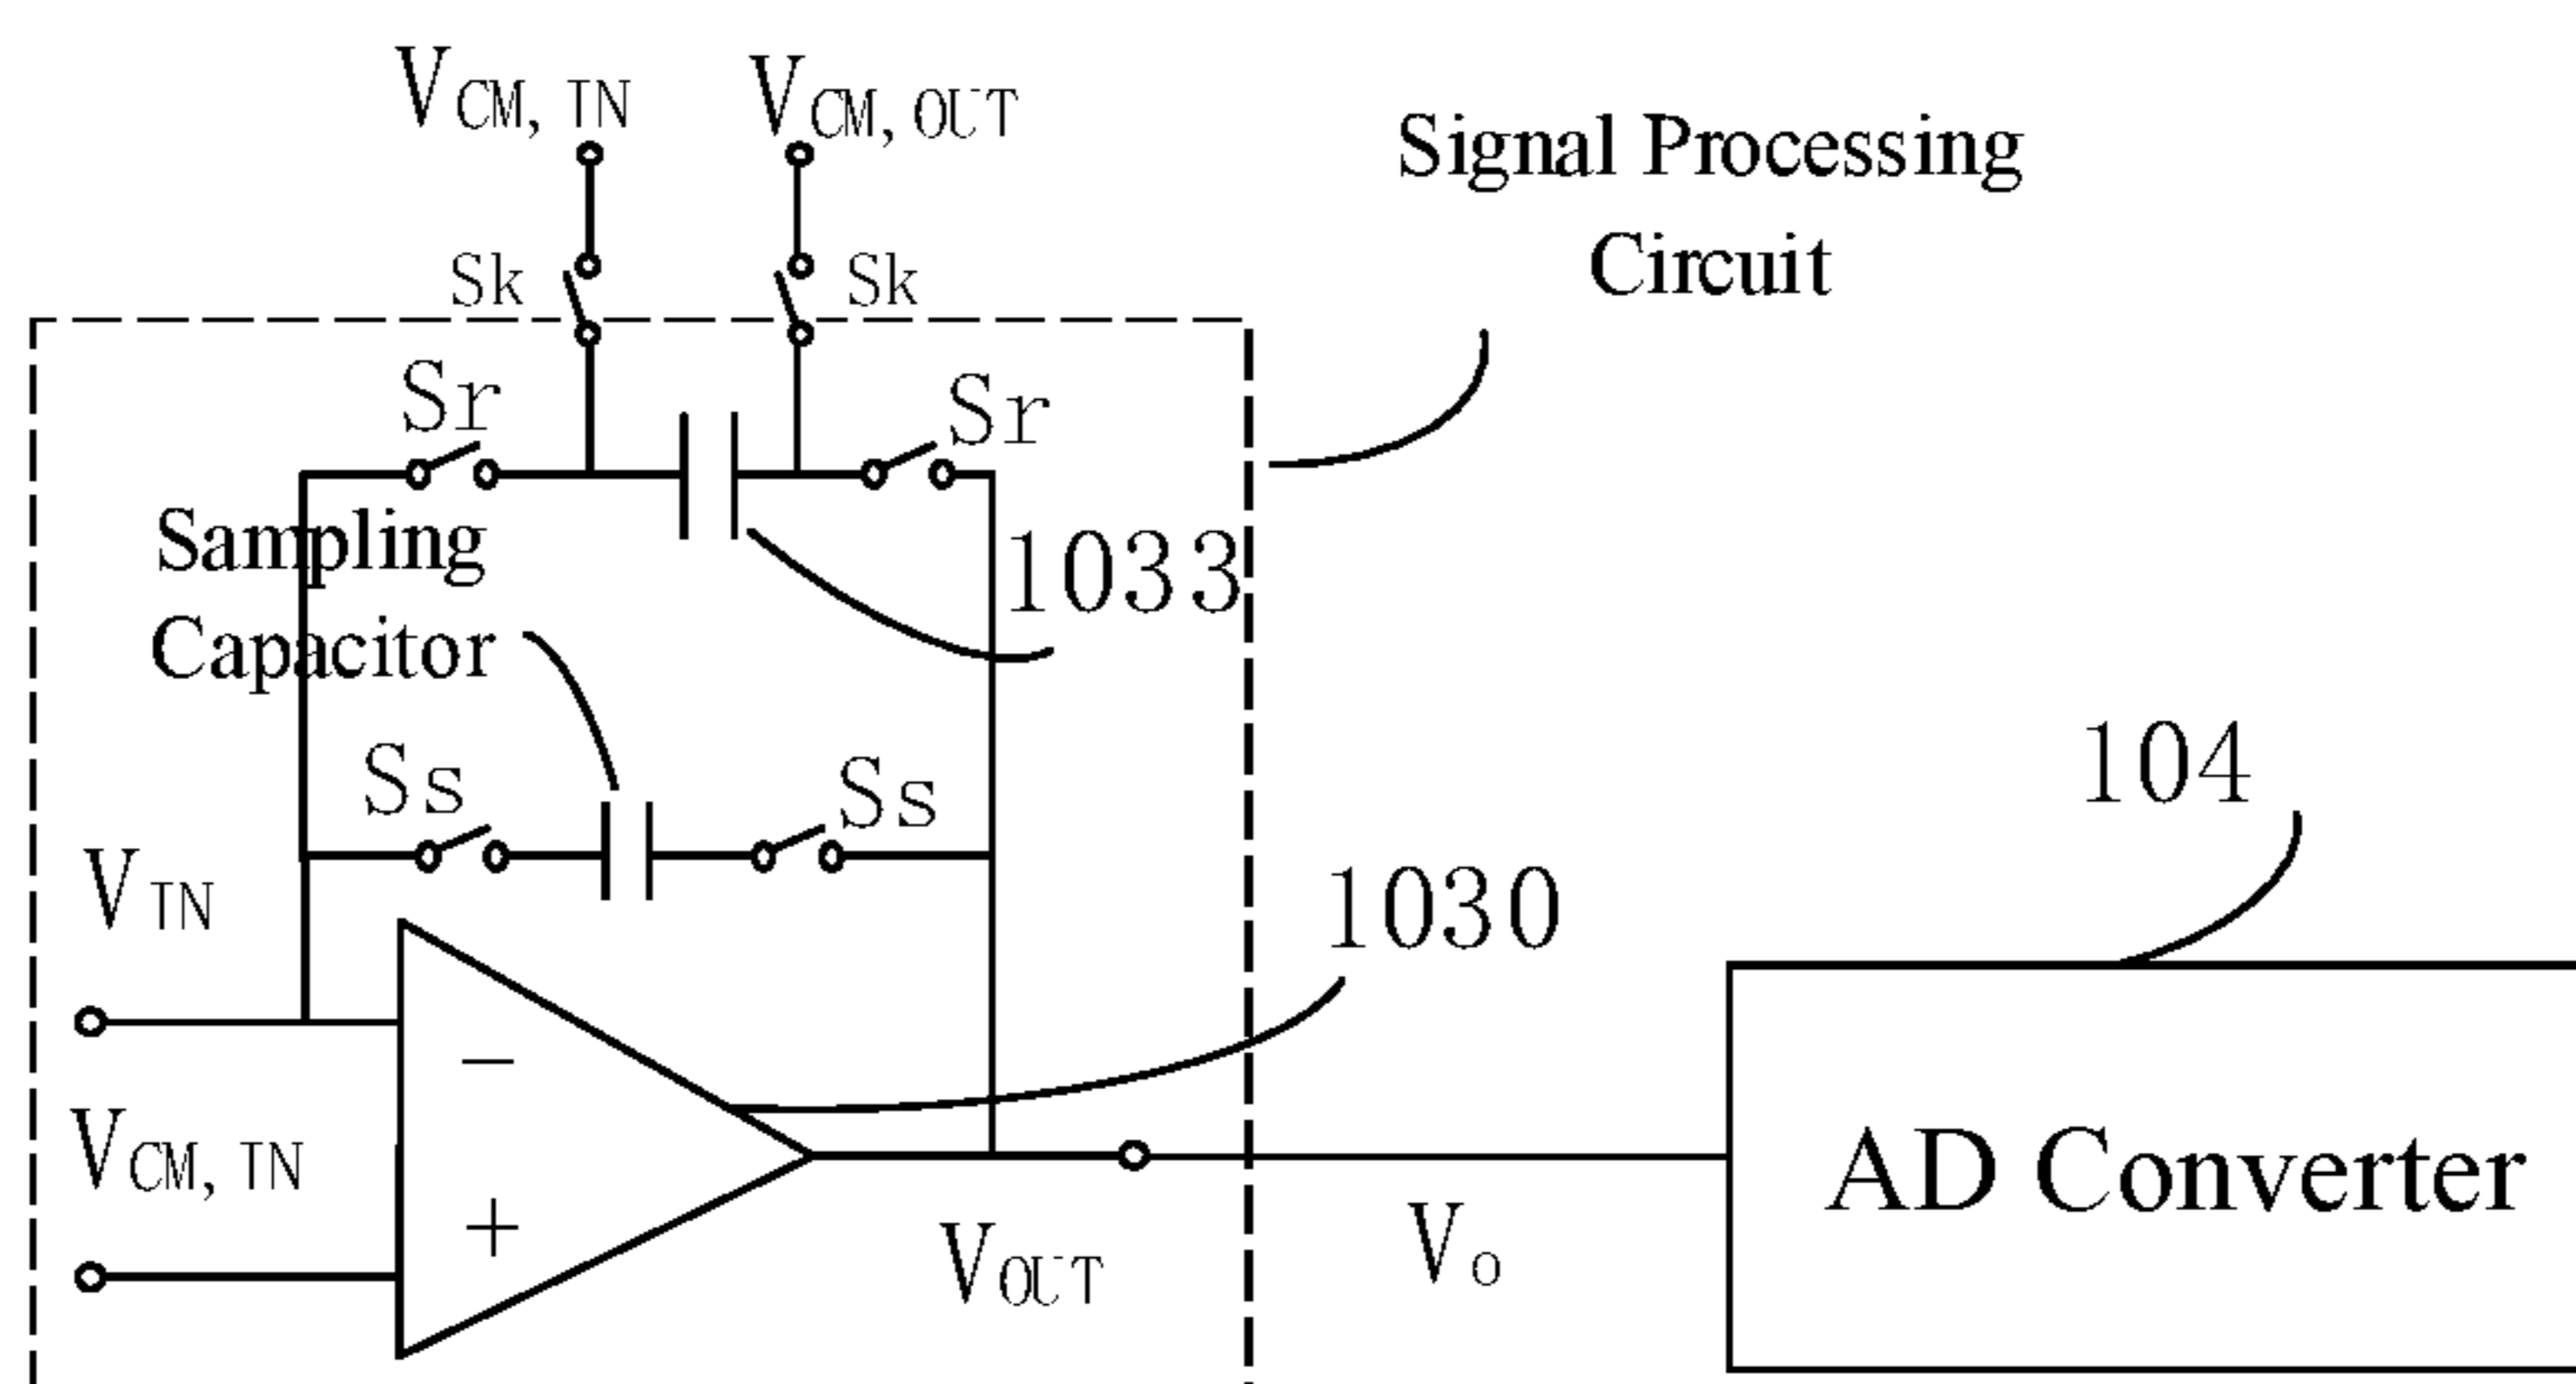 VCM, IN
VCM, OUT
Signal Processing
Circuit
Sk
Sk
Sr
Sr
Sampling
Capacitor
1033
Ss
Ss
104
VIN
1030
−
VCM, IN
+
AD Converter
VOUT
Vo